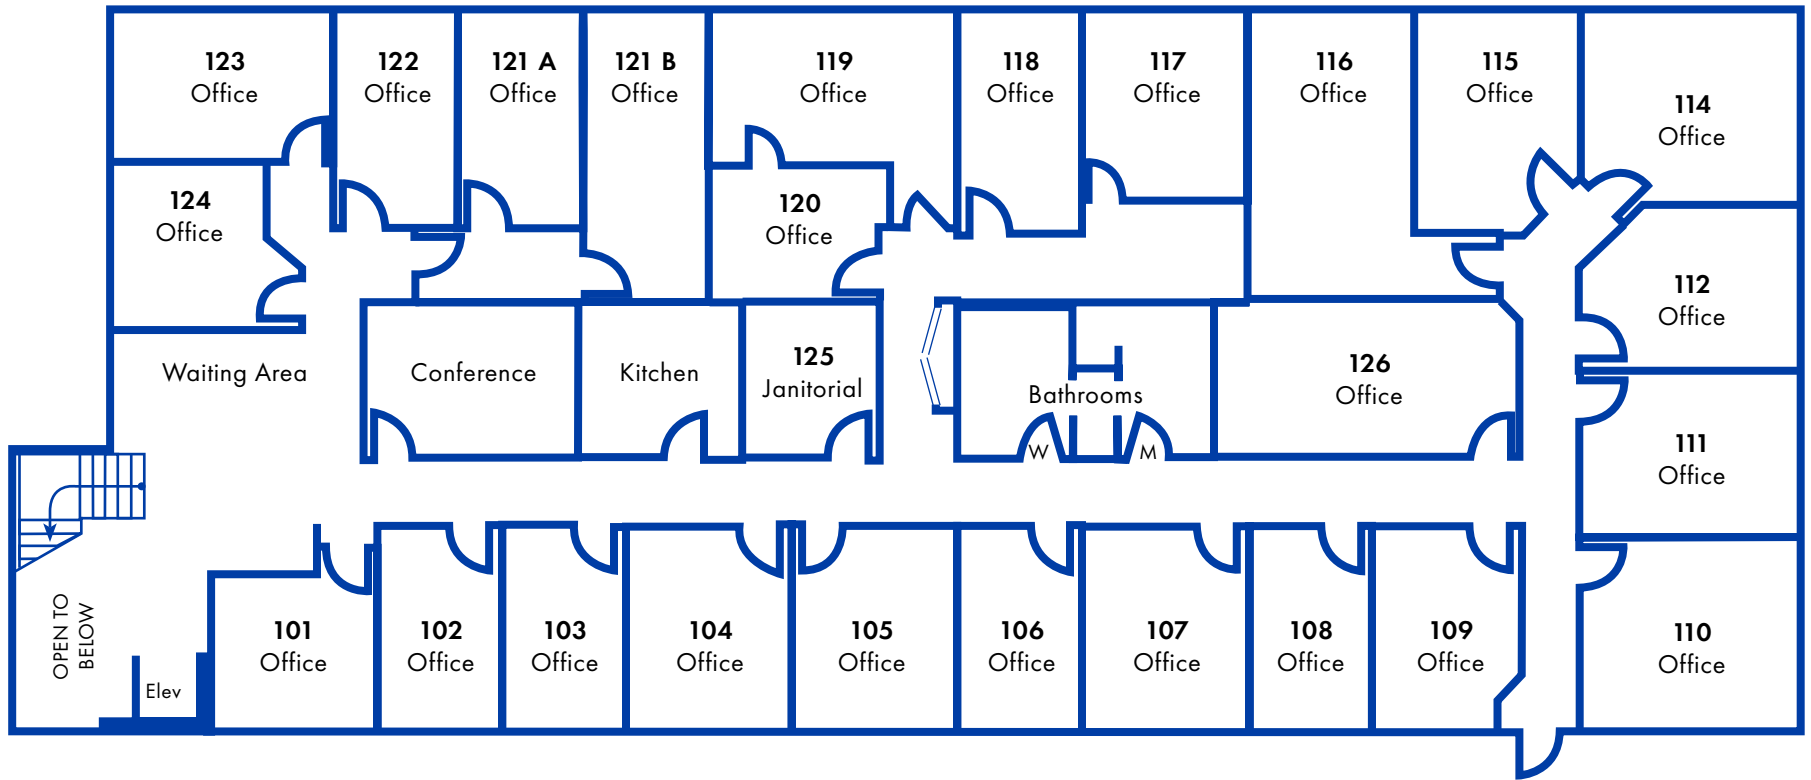 123
Office
122
Office
121 A
Office
121 B
Office
119
Office
118
Office
117
Office
116
Office
115
Office
114
Office
124
Office
120
Office
112
Office
Waiting Area
Conference
Kitchen
125
Janitorial
Bathrooms
W
M
126
Office
111
Office
OPEN TO
BELOW
Elev
101
Office
102
Office
103
Office
104
Office
105
Office
106
Office
107
Office
108
Office
109
Office
110
Office